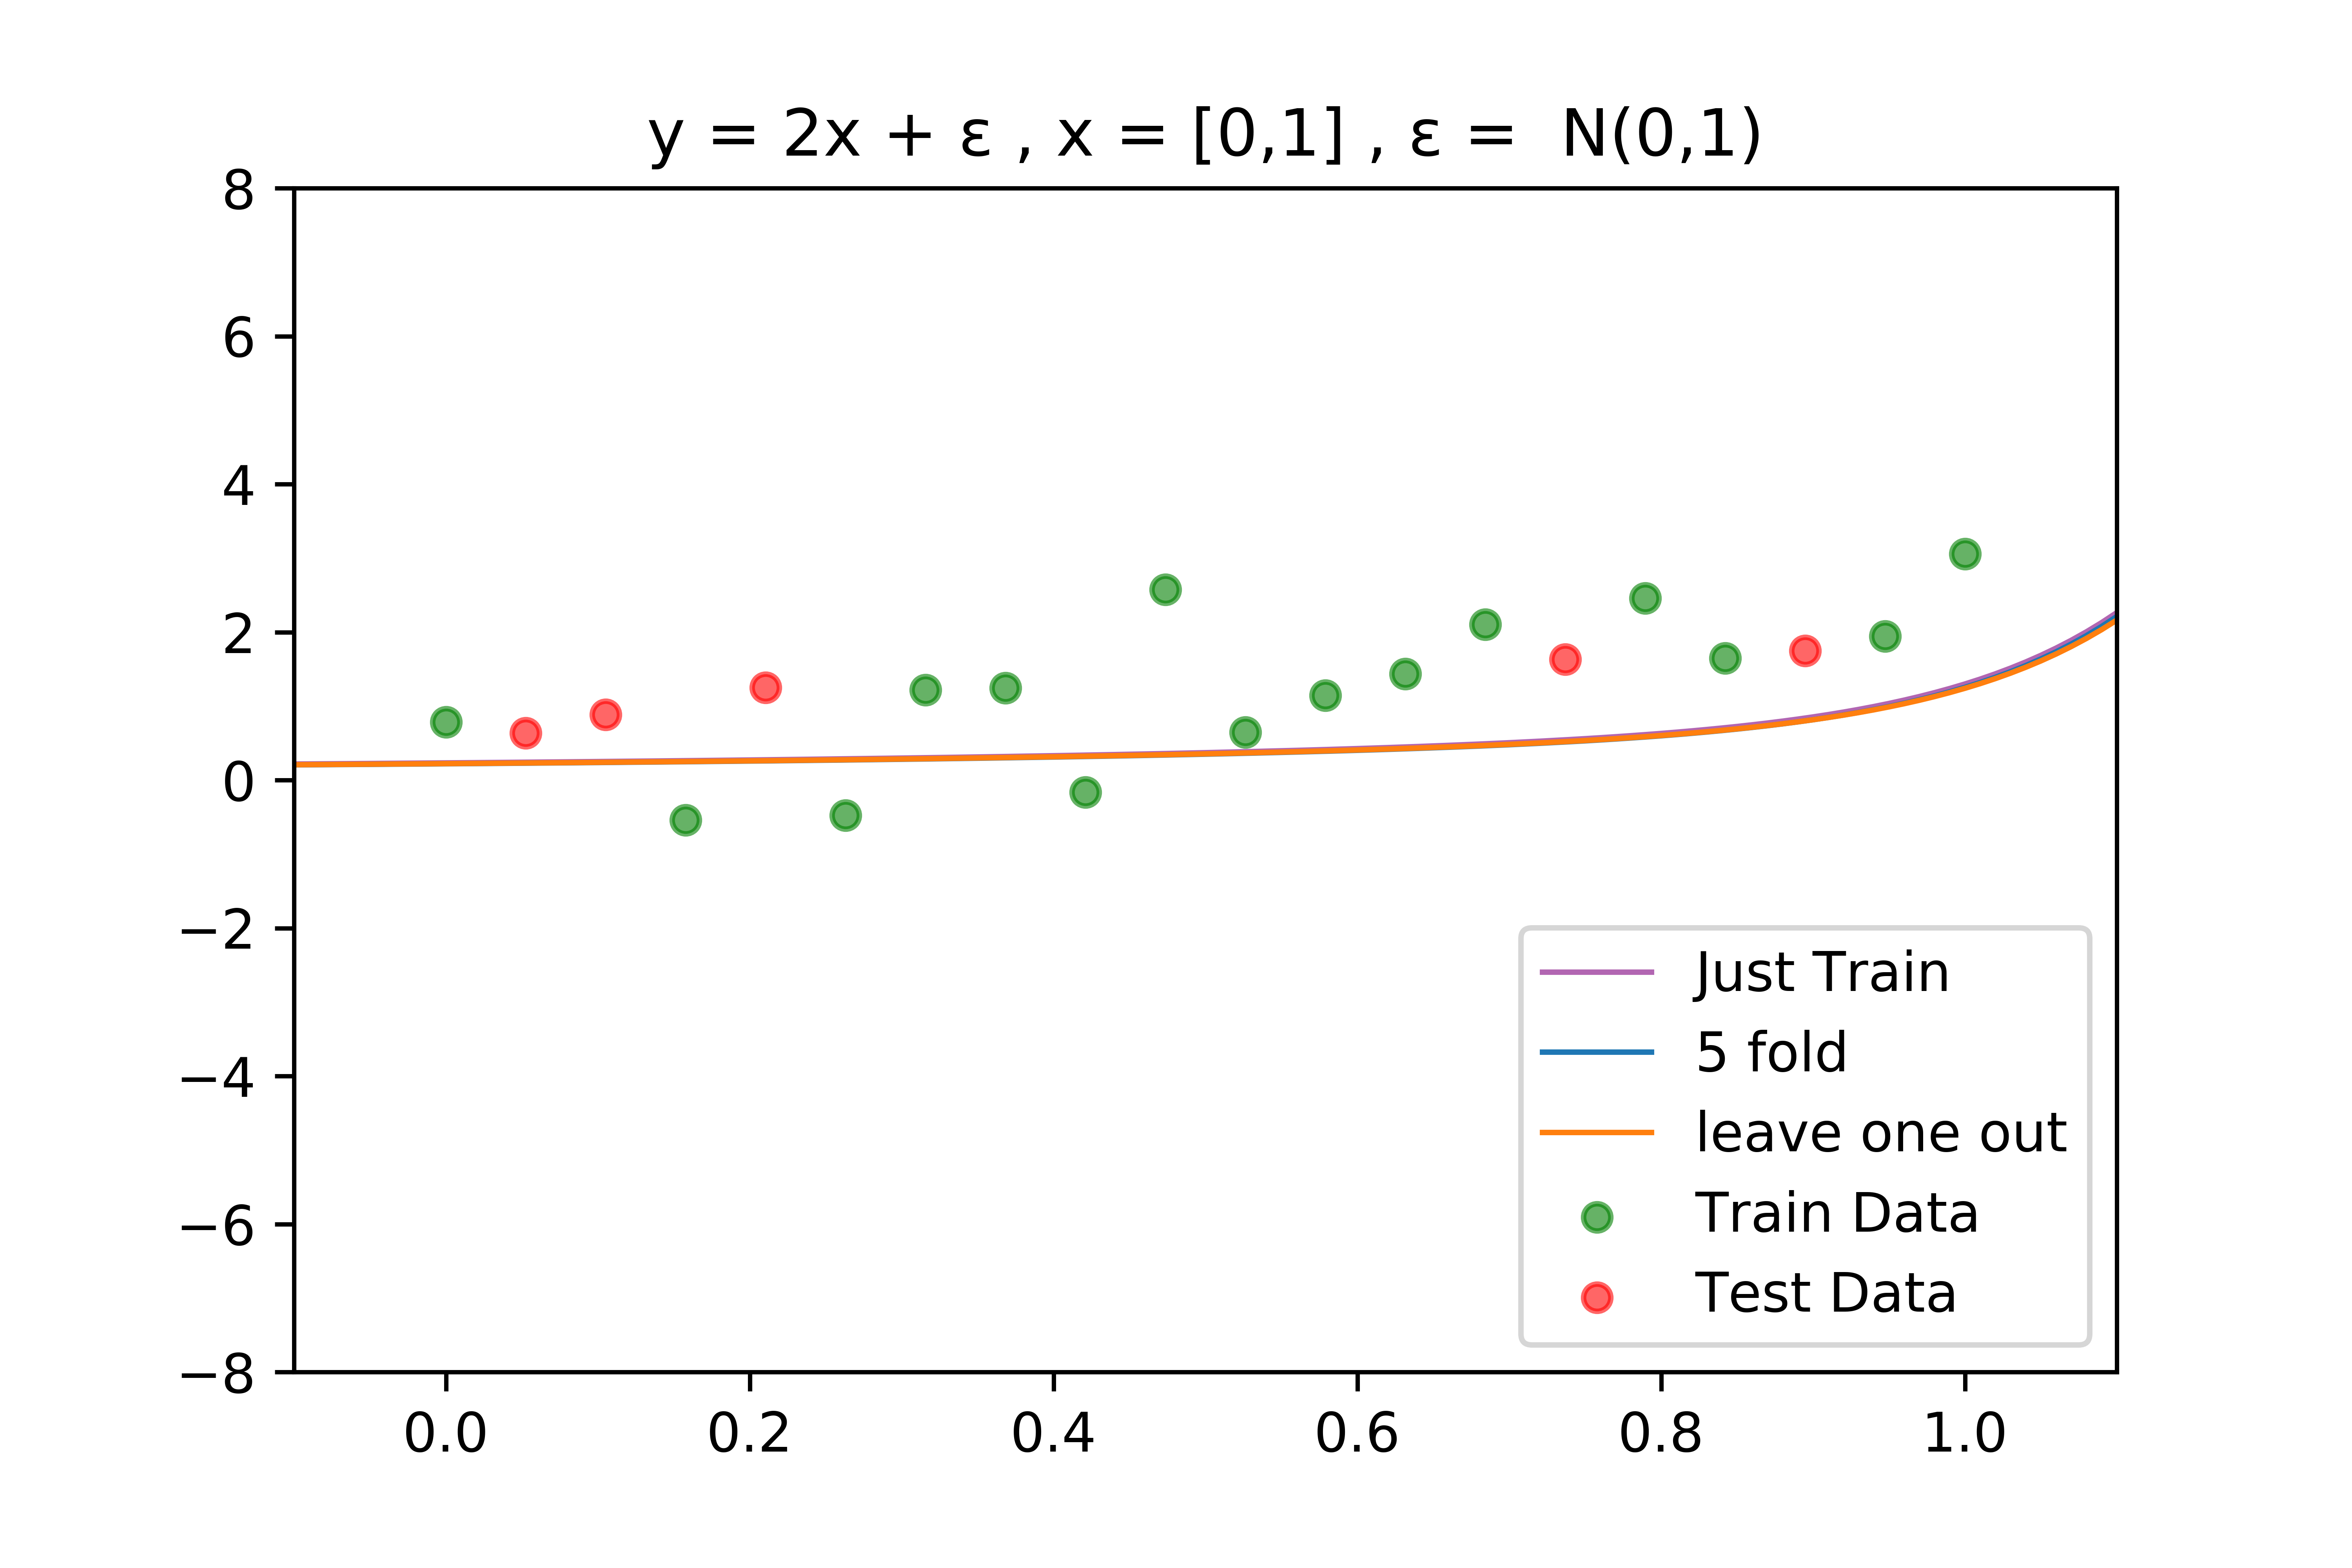 y = 2x + ε , x = [0,1] , ε =  N(0,1)
8
6
4
2
0
−2
−4
−6
−8
0.0 0.2 0.4 0.6 0.8 1.0
Just Train
5 fold
leave one out
Train Data
Test Data